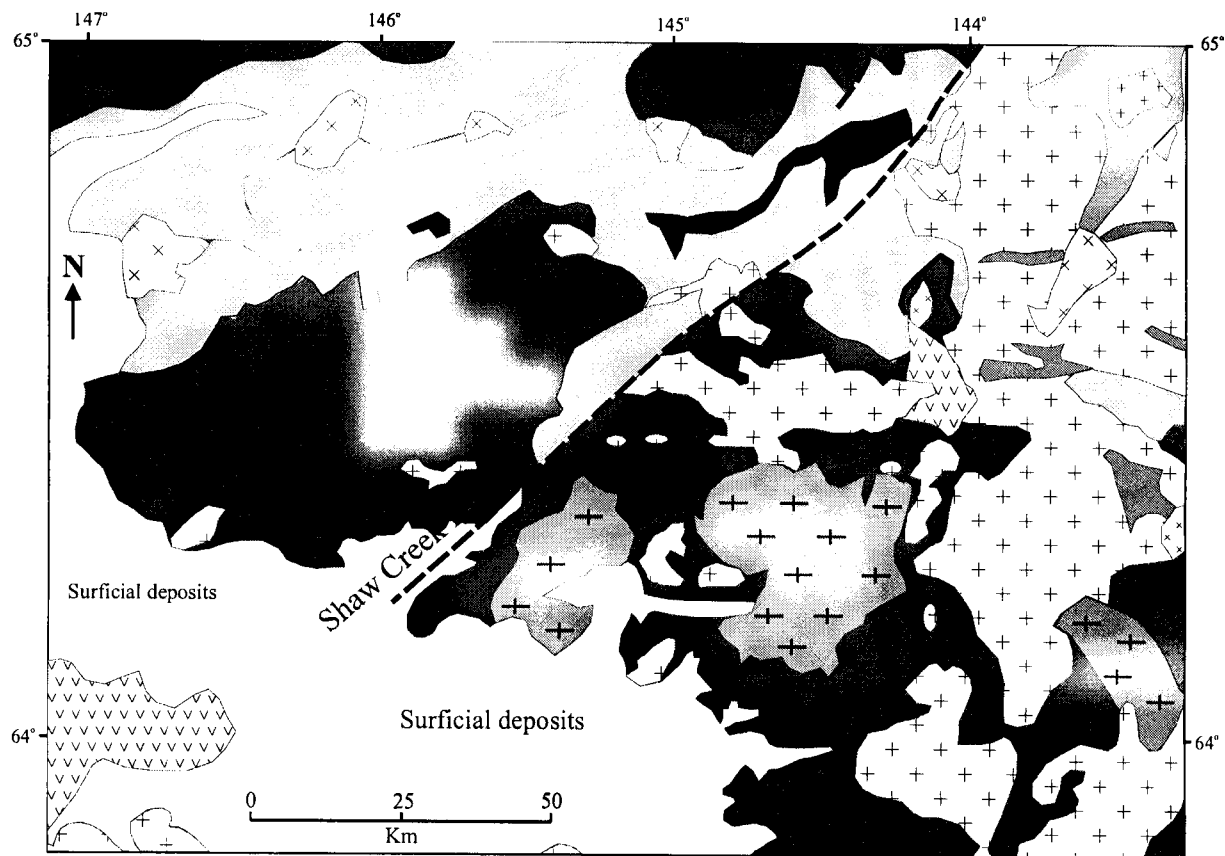 147° 146° 145° 144°
65° 65°
N
Shaw Creek
Surficial deposits
Surficial deposits
64° 64°
0 25 50
Km